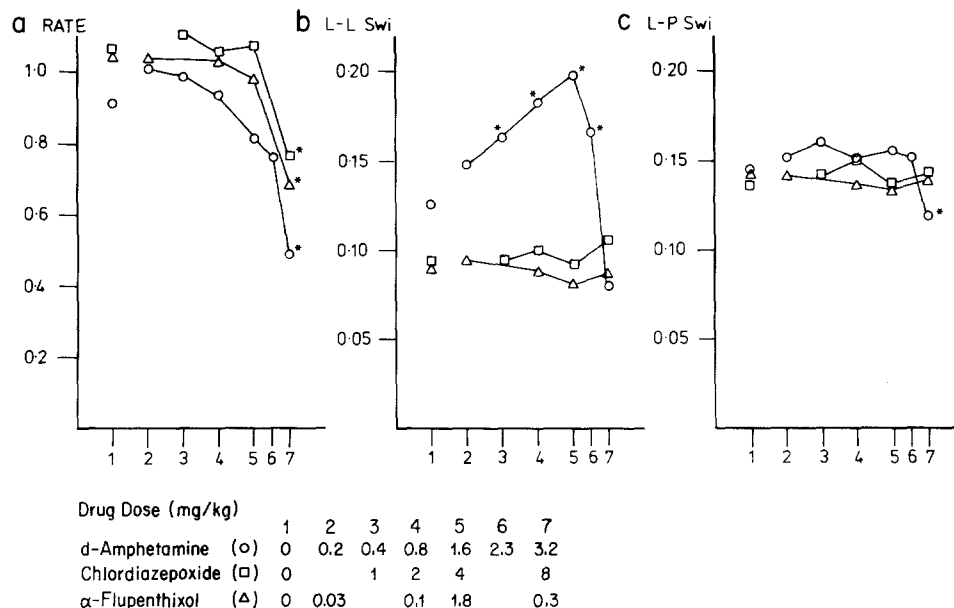 a RATE
b L-L Swi
c L-P Swi
1·0
0·8
0·6
0·4
0·2
0·20
0·15
0·10
0·05
0·20
0·15
0·10
0·05
1 2 3 4 5 6 7
1 2 3 4 5 6 7
1 2 3 4 5 6 7
* * *
* * * *
*
Drug Dose (mg/kg)
1 2 3 4 5 6 7
d-Amphetamine (○) 0 0.2 0.4 0.8 1.6 2.3 3.2
Chlordiazepoxide (□) 0 1 2 4 8
α-Flupenthixol (△) 0 0.03 0.1 1.8 0.3